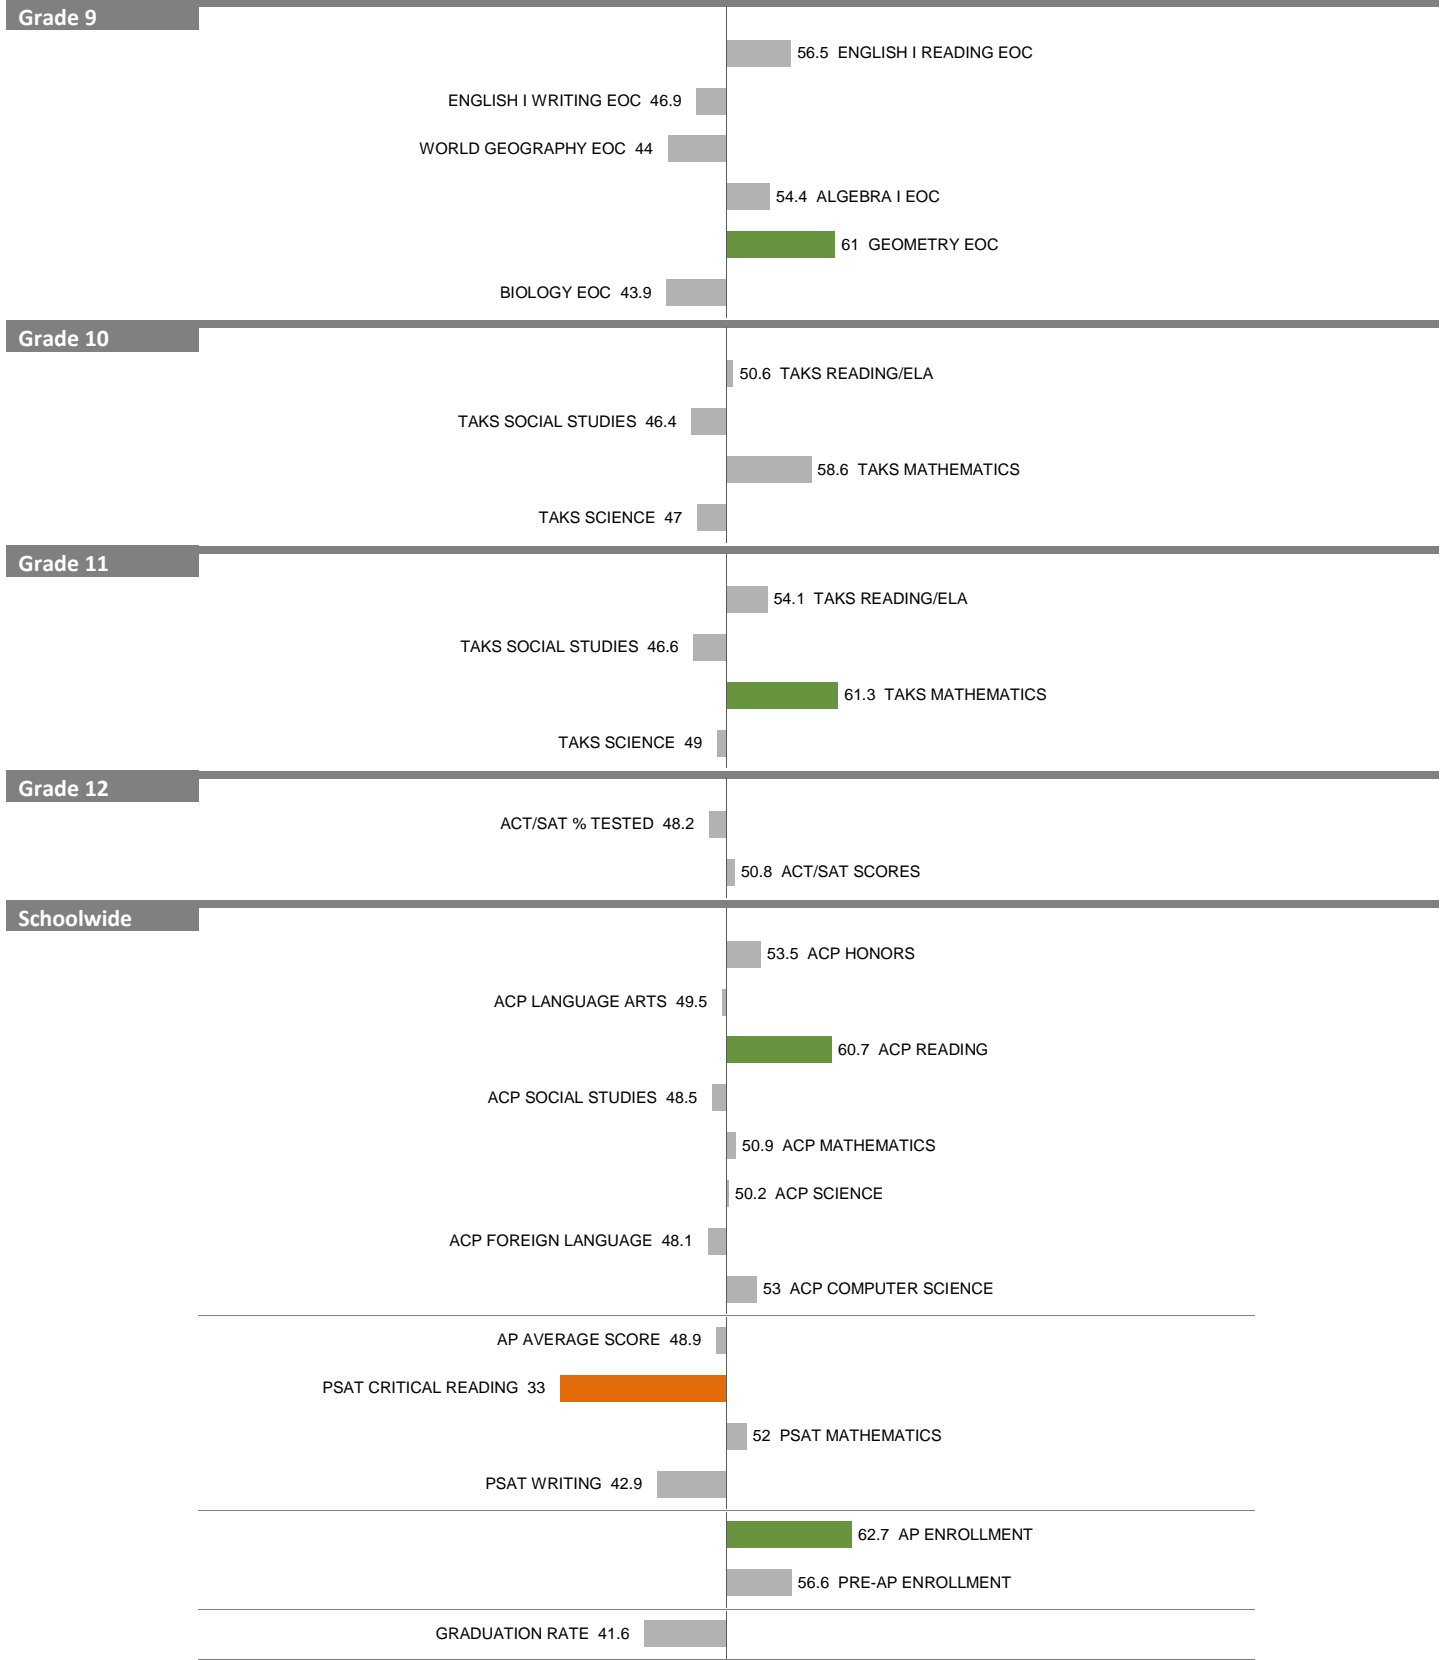 Grade 9
56.5 ENGLISH I READING EOC
ENGLISH I WRITING EOC 46.9
WORLD GEOGRAPHY EOC 44
54.4 ALGEBRA I EOC
61 GEOMETRY EOC
BIOLOGY EOC 43.9
Grade 10
50.6 TAKS READING/ELA
TAKS SOCIAL STUDIES 46.4
58.6 TAKS MATHEMATICS
TAKS SCIENCE 47
Grade 11
54.1 TAKS READING/ELA
TAKS SOCIAL STUDIES 46.6
61.3 TAKS MATHEMATICS
TAKS SCIENCE 49
Grade 12
ACT/SAT % TESTED 48.2
50.8 ACT/SAT SCORES
Schoolwide
53.5 ACP HONORS
ACP LANGUAGE ARTS 49.5
60.7 ACP READING
ACP SOCIAL STUDIES 48.5
50.9 ACP MATHEMATICS
50.2 ACP SCIENCE
ACP FOREIGN LANGUAGE 48.1
53 ACP COMPUTER SCIENCE
AP AVERAGE SCORE 48.9
PSAT CRITICAL READING 33
52 PSAT MATHEMATICS
PSAT WRITING 42.9
62.7 AP ENROLLMENT
56.6 PRE-AP ENROLLMENT
GRADUATION RATE 41.6